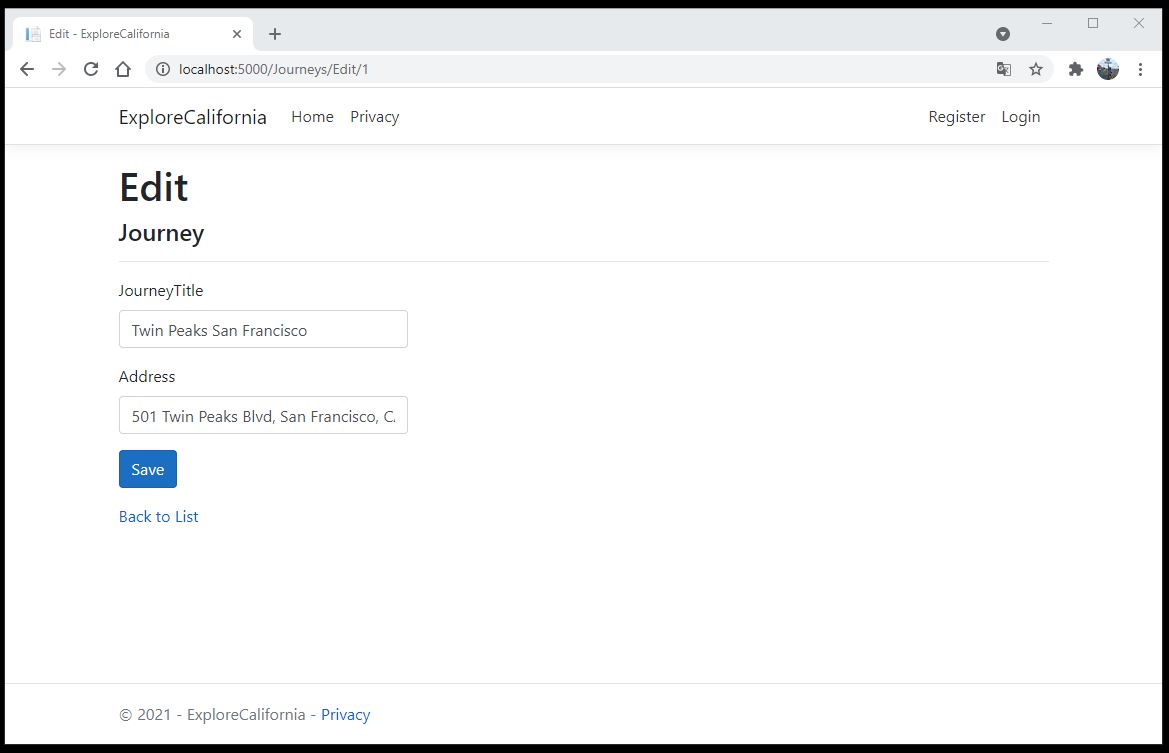 Edit - ExploreCalifornia
localhost:5000/Journeys/Edit/1
ExploreCalifornia Home Privacy Register Login
Edit
Journey
JourneyTitle
Twin Peaks San Francisco
Address
501 Twin Peaks Blvd, San Francisco,
Save
Back to List
© 2021 - ExploreCalifornia - Privacy